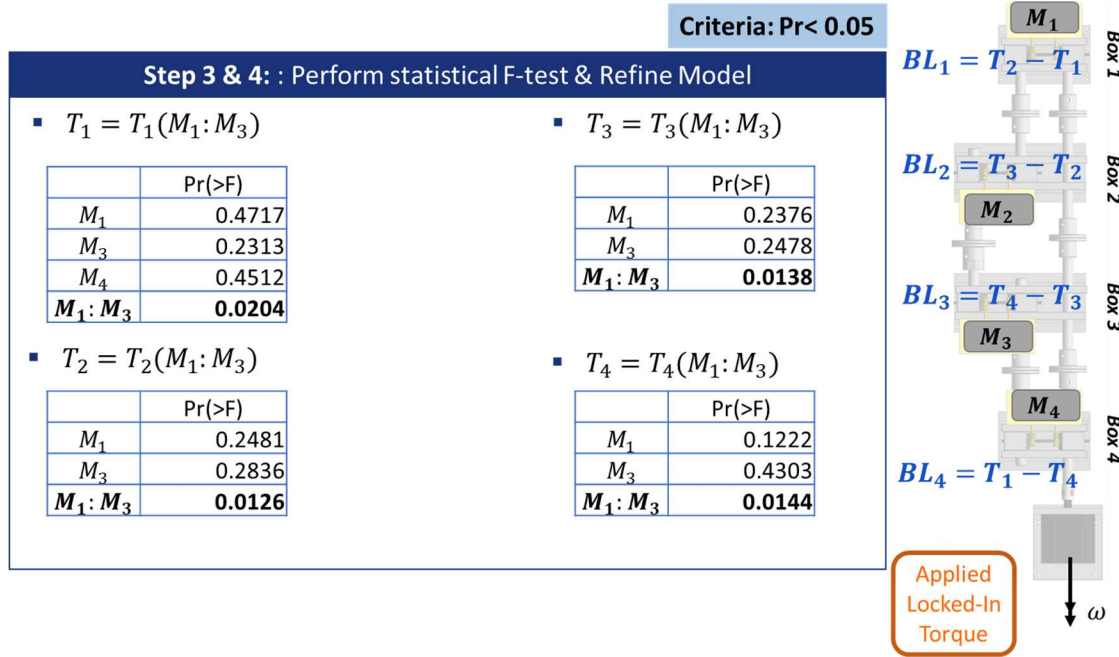 Criteria: Pr< 0.05
Step 3 & 4: : Perform statistical F-test & Refine Model
▪ T₁ = T₁(M₁: M₃)
Pr(>F)
M₁ 0.4717
M₃ 0.2313
M₄ 0.4512
M₁: M₃ 0.0204
▪ T₃ = T₃(M₁: M₃)
Pr(>F)
M₁ 0.2376
M₃ 0.2478
M₁: M₃ 0.0138
▪ T₂ = T₂(M₁: M₃)
Pr(>F)
M₁ 0.2481
M₃ 0.2836
M₁: M₃ 0.0126
▪ T₄ = T₄(M₁: M₃)
Pr(>F)
M₁ 0.1222
M₃ 0.4303
M₁: M₃ 0.0144
M₁
BL₁ = T₂ − T₁
Box 1
BL₂ = T₃ − T₂
Box 2
M₂
BL₃ = T₄ − T₃
Box 3
M₃
M₄
Box 4
BL₄ = T₁ − T₄
Applied
Locked-In
Torque
ω